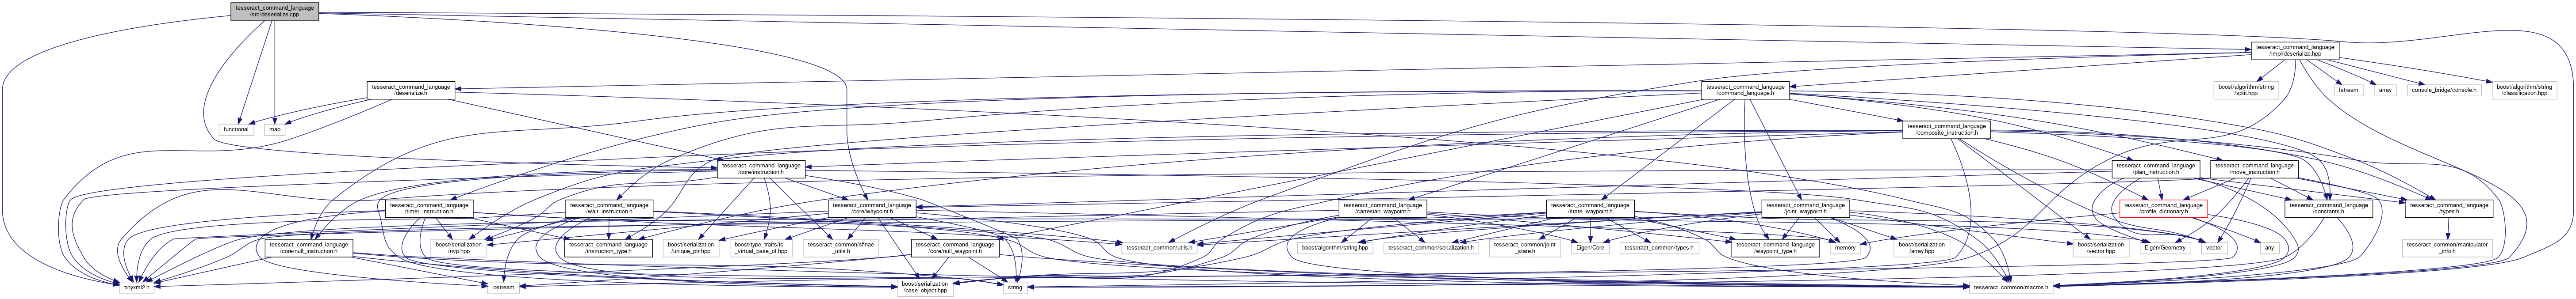 tesseract_command_language
/src/deserialize.cpp
tesseract_command_language
/impl/deserialize.hpp
tesseract_command_language
/deserialize.h
tesseract_command_language
/command_language.h
boost/algorithm/string
/split.hpp
fstream
array
console_bridge/console.h
boost/algorithm/string
/classification.hpp
functional
map
tesseract_command_language
/composite_instruction.h
tesseract_command_language
/core/instruction.h
tesseract_command_language
/plan_instruction.h
tesseract_command_language
/move_instruction.h
tesseract_command_language
/timer_instruction.h
tesseract_command_language
/wait_instruction.h
tesseract_command_language
/core/waypoint.h
tesseract_command_language
/cartesian_waypoint.h
tesseract_command_language
/state_waypoint.h
tesseract_command_language
/joint_waypoint.h
tesseract_command_language
/profile_dictionary.h
tesseract_command_language
/constants.h
tesseract_command_language
/types.h
tesseract_command_language
/core/null_instruction.h
boost/serialization
/nvp.hpp
tesseract_command_language
/instruction_type.h
boost/serialization
/unique_ptr.hpp
boost/type_traits/is
_virtual_base_of.hpp
tesseract_common/sfinae
_utils.h
tesseract_command_language
/core/null_waypoint.h
tesseract_common/utils.h
boost/algorithm/string.hpp
tesseract_common/serialization.h
tesseract_common/joint
_state.h
Eigen/Core
tesseract_common/types.h
tesseract_command_language
/waypoint_type.h
memory
boost/serialization
/array.hpp
boost/serialization
/vector.hpp
Eigen/Geometry
vector
any
tesseract_common/manipulator
_info.h
tinyxml2.h
iostream
boost/serialization
/base_object.hpp
string
tesseract_common/macros.h